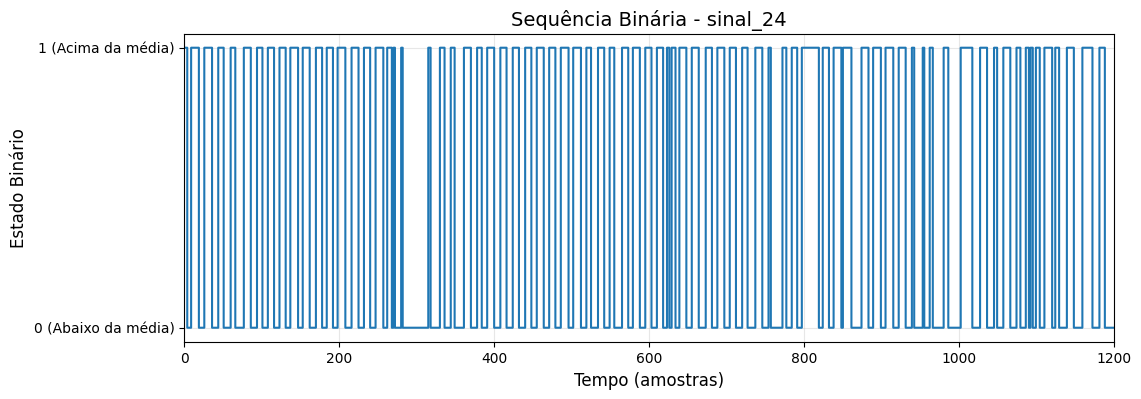 Sequência Binária - sinal_24
Estado Binário
1 (Acima da média)
0 (Abaixo da média)
0 200 400 600 800 1000 1200
Tempo (amostras)